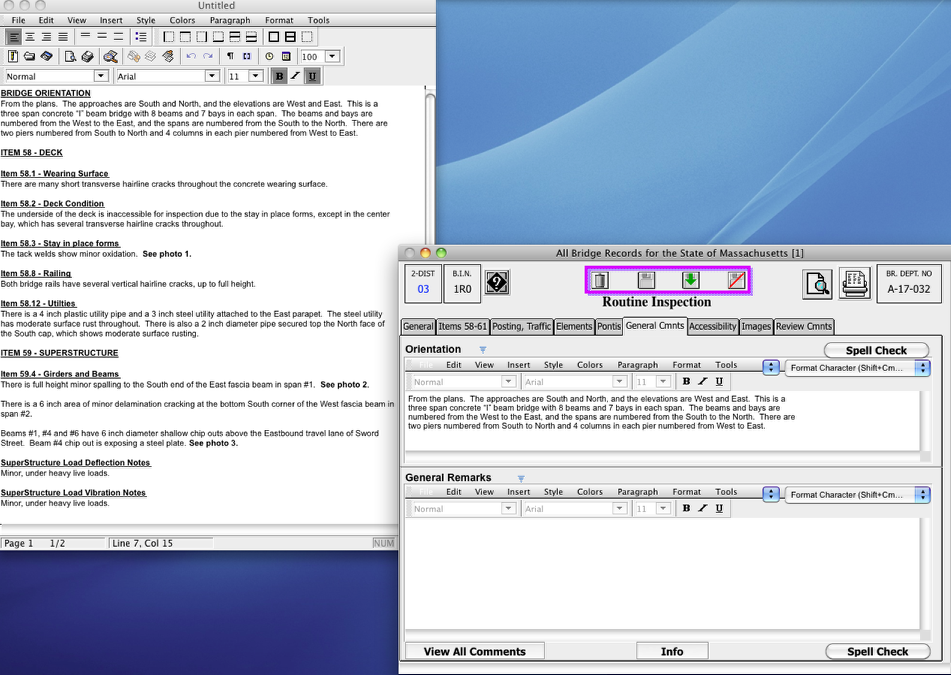 Untitled
File Edit View Insert Style Colors Paragraph Format Tools
100
Normal Arial 11 B I U
BRIDGE ORIENTATION
From the plans. The approaches are South and North, and the elevations are West and East. This is a
three span concrete "I" beam bridge with 8 beams and 7 bays in each span. The beams and bays are
numbered from the West to the East, and the spans are numbered from the South to the North. There are
two piers numbered from South to North and 4 columns in each pier numbered from West to East.
ITEM 58 - DECK
Item 58.1 - Wearing Surface
There are many short transverse hairline cracks throughout the concrete wearing surface.
Item 58.2 - Deck Condition
The underside of the deck is inaccessible for inspection due to the stay in place forms, except in the center
bay, which has several transverse hairline cracks throughout.
Item 58.3 - Stay in place forms
The tack welds show minor oxidation. See photo 1.
Item 58.8 - Railing
Both bridge rails have several vertical hairline cracks, up to full height.
Item 58.12 - Utilties
There is a 4 inch plastic utility pipe and a 3 inch steel utility attached to the East parapet. The steel utility
has moderate surface rust throughout. There is also a 2 inch diameter pipe secured top the North face of
the South cap, which shows moderate surface rusting.
ITEM 59 - SUPERSTRUCTURE
Item 59.4 - Girders and Beams
There is full height minor spalling to the South end of the East fascia beam in span #1. See photo 2.
There is a 6 inch area of minor delamination cracking at the bottom South corner of the West fascia beam in
span #2.
Beams #1, #4 and #6 have 6 inch diameter shallow chip outs above the Eastbound travel lane of Sword
Street. Beam #4 chip out is exposing a steel plate. See photo 3.
SuperStructure Load Deflection Notes
Minor, under heavy live loads.
SuperStructure Load Vibration Notes
Minor, under heavy live loads.
Page 1 1/2 Line 7, Col 15 NUM
All Bridge Records for the State of Massachusetts [1]
2-DIST B.I.N. BR. DEPT. NO
03 1R0 A-17-032
Routine Inspection
General Items 58-61 Posting, Traffic Elements Pontis General Cmnts Accessibility Images Review Cmnts
Orientation Spell Check
File Edit View Insert Style Colors Paragraph Format Tools Format Character (Shift+Cm...
Normal Arial 11 B I U
From the plans. The approaches are South and North, and the elevations are West and East. This is a
three span concrete "I" beam bridge with 8 beams and 7 bays in each span. The beams and bays are
numbered from the West to the East, and the spans are numbered from the South to the North. There are
two piers numbered from South to North and 4 columns in each pier numbered from West to East.
General Remarks
File Edit View Insert Style Colors Paragraph Format Tools Format Character (Shift+Cm...
Normal Arial 11 B I U
View All Comments Info Spell Check